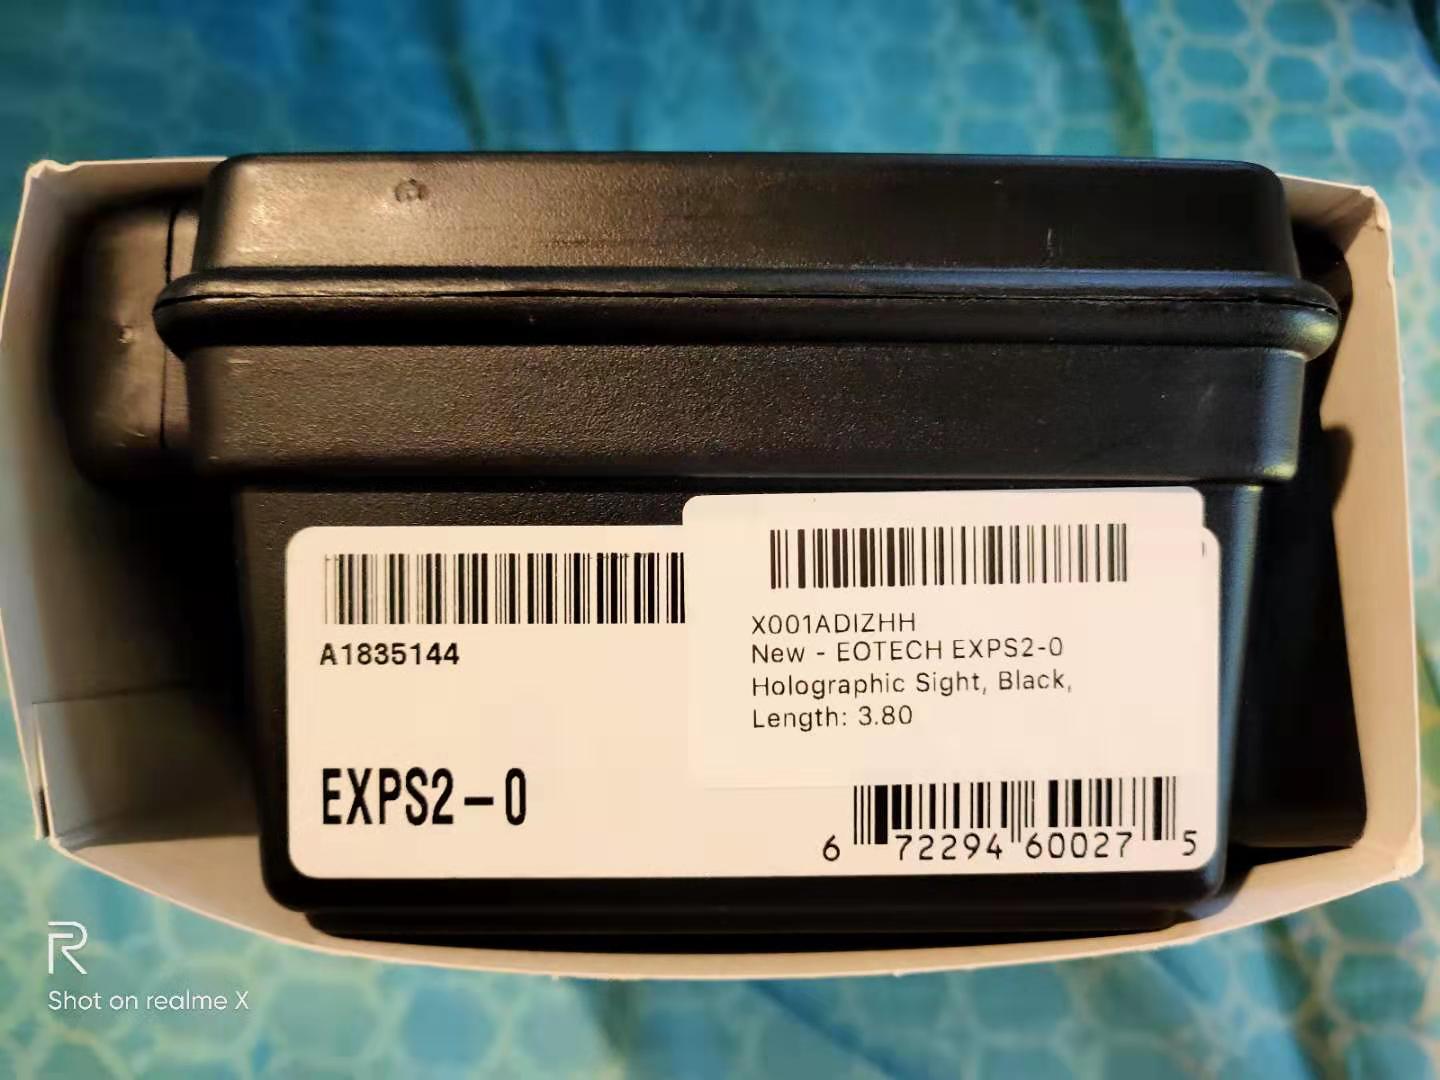 A1835144
EXPS2-0
X001ADIZHH
New - EOTECH EXPS2-0
Holographic Sight, Black,
Length: 3.80
6 72294 60027 5
R
Shot on realme X